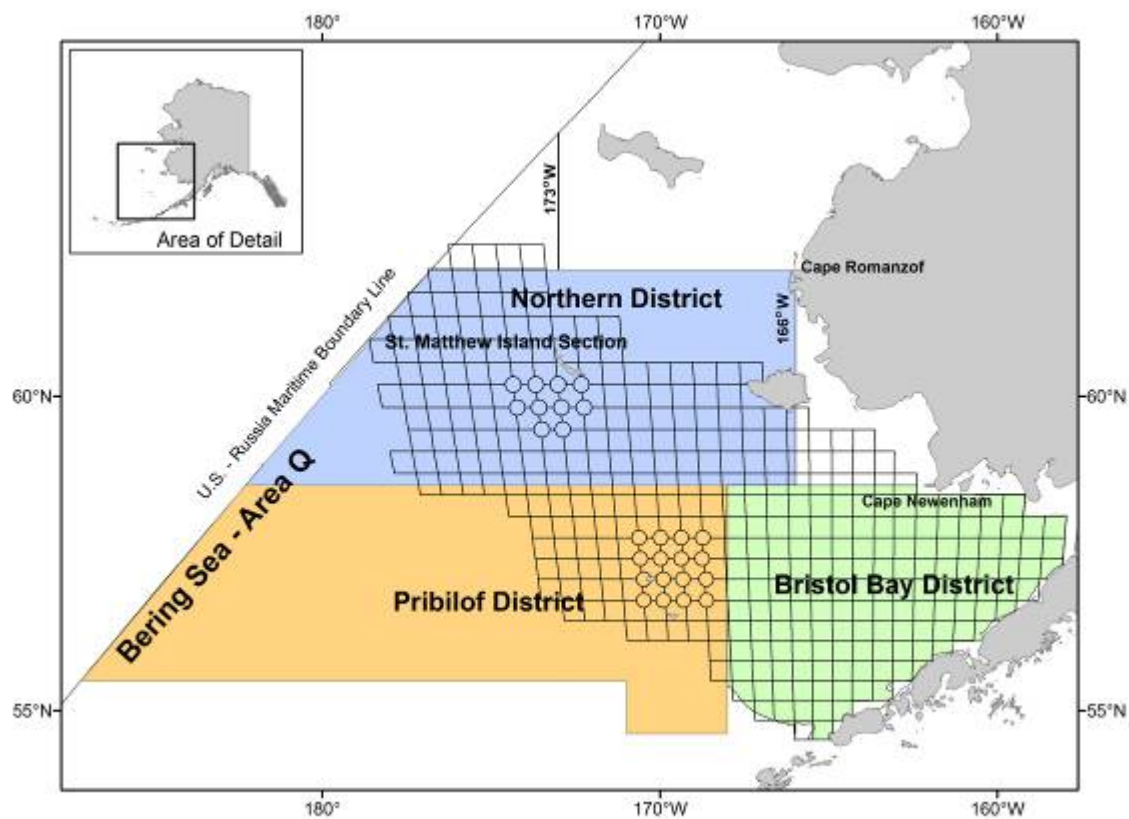 180°
170°W
160°W
Area of Detail
173°W
U.S. - Russia Maritime Boundary Line
Cape Romanzof
Northern District
166°W
St. Matthew Island Section
60°N
60°N
Bering Sea - Area Q
Cape Newenham
Bristol Bay District
Pribilof District
55°N
55°N
180°
170°W
160°W